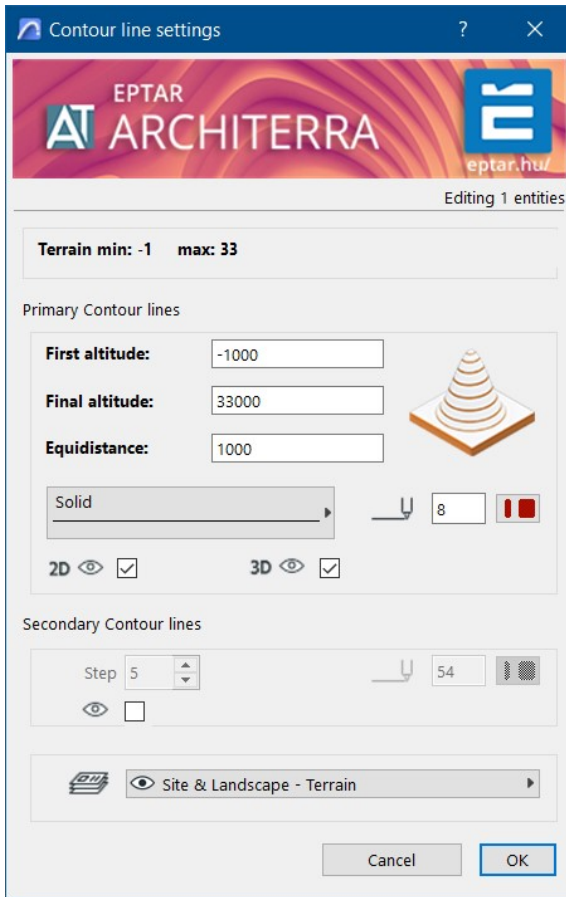 Contour line settings ?
EPTAR
AT ARCHITERRA
eptar.hu/
Editing 1 entities
Terrain min: -1 max: 33
Primary Contour lines
First altitude: -1000
Final altitude: 33000
Equidistance: 1000
Solid 8
2D 3D
Secondary Contour lines
Step 5 54
Site & Landscape - Terrain
Cancel OK